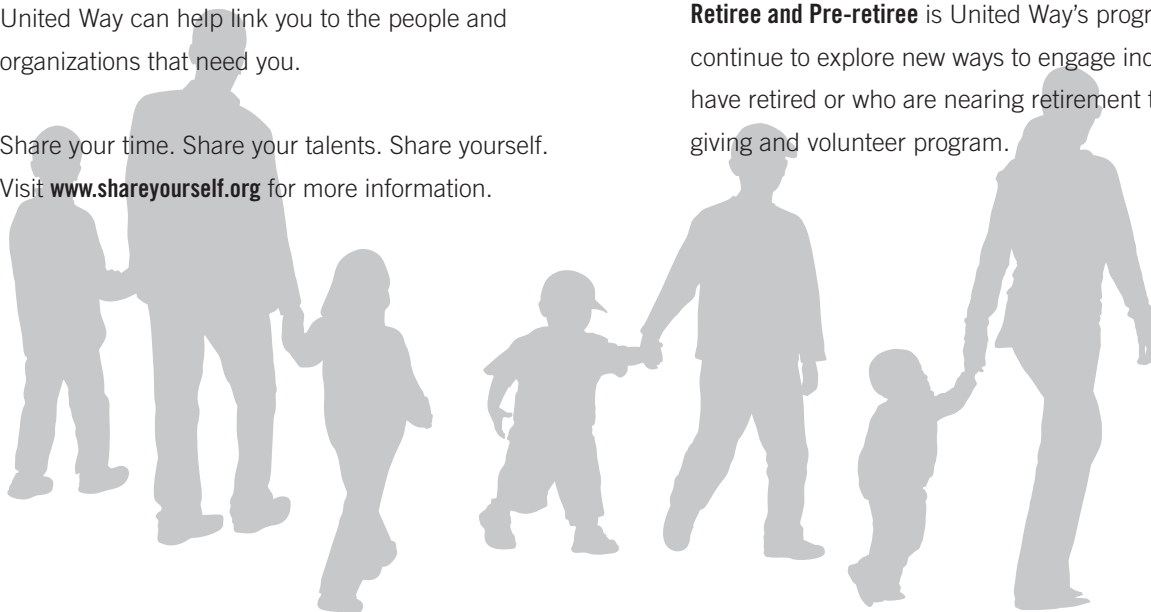 United Way can help link you to the people and
organizations that need you.
Share your time. Share your talents. Share yourself.
Visit www.shareyourself.org for more information.
Retiree and Pre-retiree is United Way’s
continue to explore new ways to engage
have retired or who are nearing retirement
giving and volunteer program.